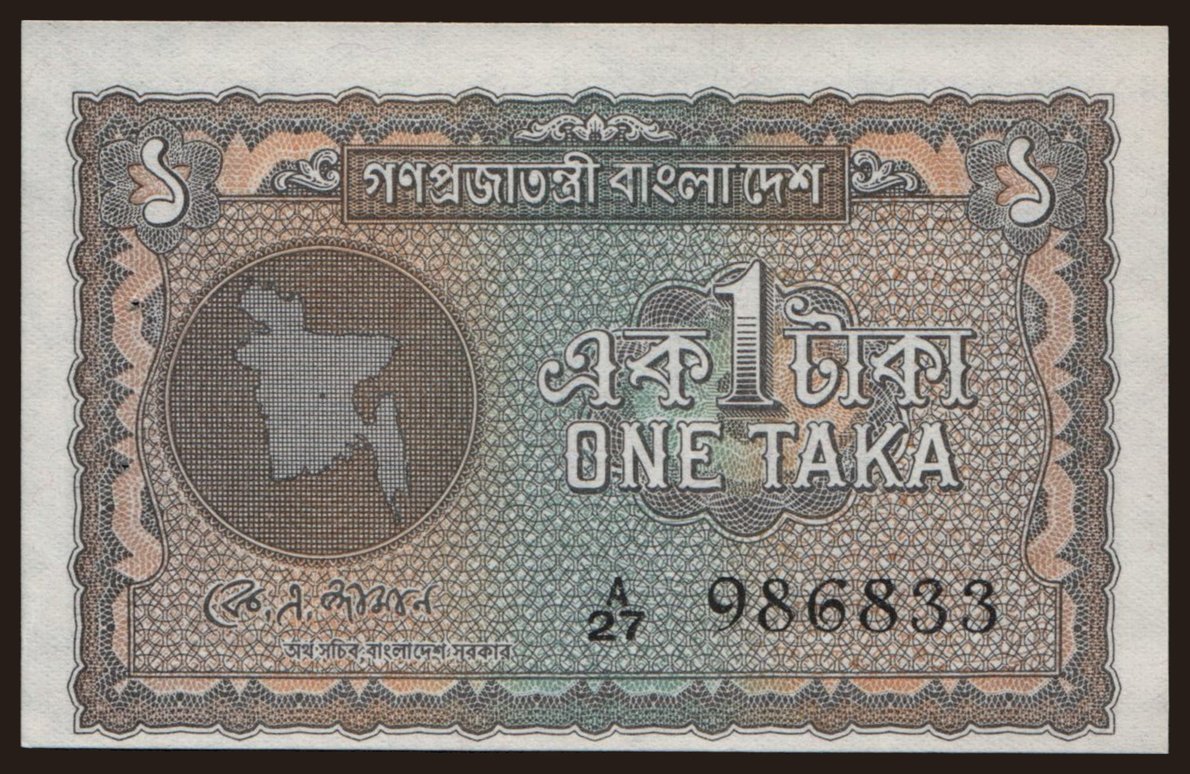 ১ গণপ্রজাতন্ত্রী বাংলা দেশ ১
এক 1 টাকা
ONE TAKA
কে, এ, জামান
A
27 986833
অর্থ সচিব, বাংলাদেশ সরকার